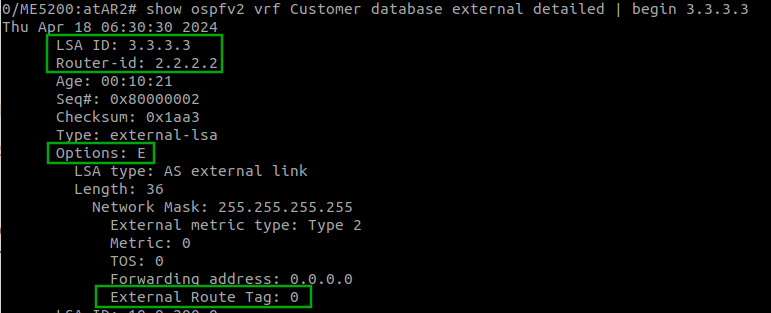 0/ME5200:atAR2# show ospfv2 vrf Customer database external detailed | begin 3.3.3.3
Thu Apr 18 06:30:30 2024
LSA ID: 3.3.3.3
Router-id: 2.2.2.2
Age: 00:10:21
Seq#: 0x80000002
Checksum: 0x1aa3
Type: external-lsa
Options: E
LSA type: AS external link
Length: 36
Network Mask: 255.255.255.255
External metric type: Type 2
Metric: 0
TOS: 0
Forwarding address: 0.0.0.0
External Route Tag: 0
LSA ID: